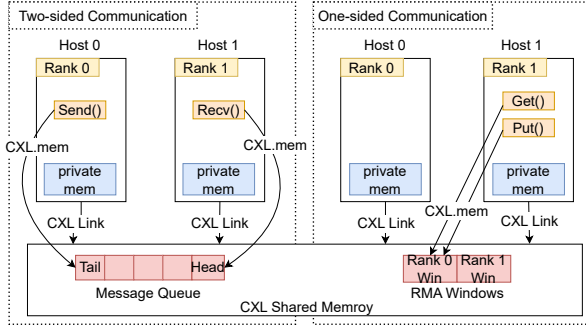 Two-sided Communication
Host 0
Host 1
Rank 0
Rank 1
Send()
Recv()
CXL.mem
CXL.mem
private
mem
private
mem
CXL Link
CXL Link
Tail
Head
Message Queue
One-sided Communication
Host 0
Host 1
Rank 0
Rank 1
Get()
Put()
private
mem
private
mem
CXL.mem
CXL Link
CXL Link
Rank 0
Win
Rank 1
Win
RMA Windows
CXL Shared Memroy